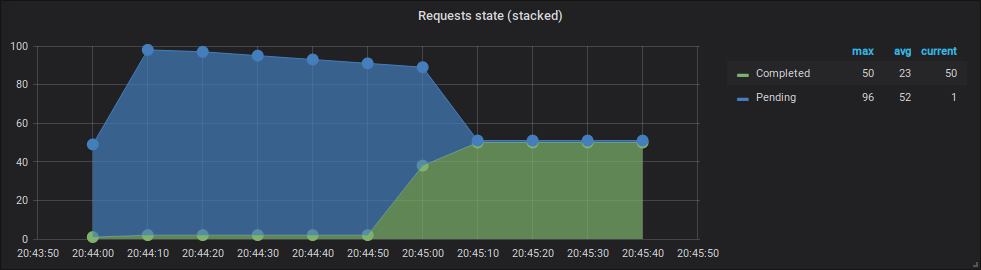 Requests state (stacked)
100
80
60
40
20
0
20:43:50 20:44:00 20:44:10 20:44:20 20:44:30 20:44:40 20:44:50 20:45:00 20:45:10 20:45:20 20:45:30 20:45:40 20:45:50
max avg current
Completed 50 23 50
Pending 96 52 1